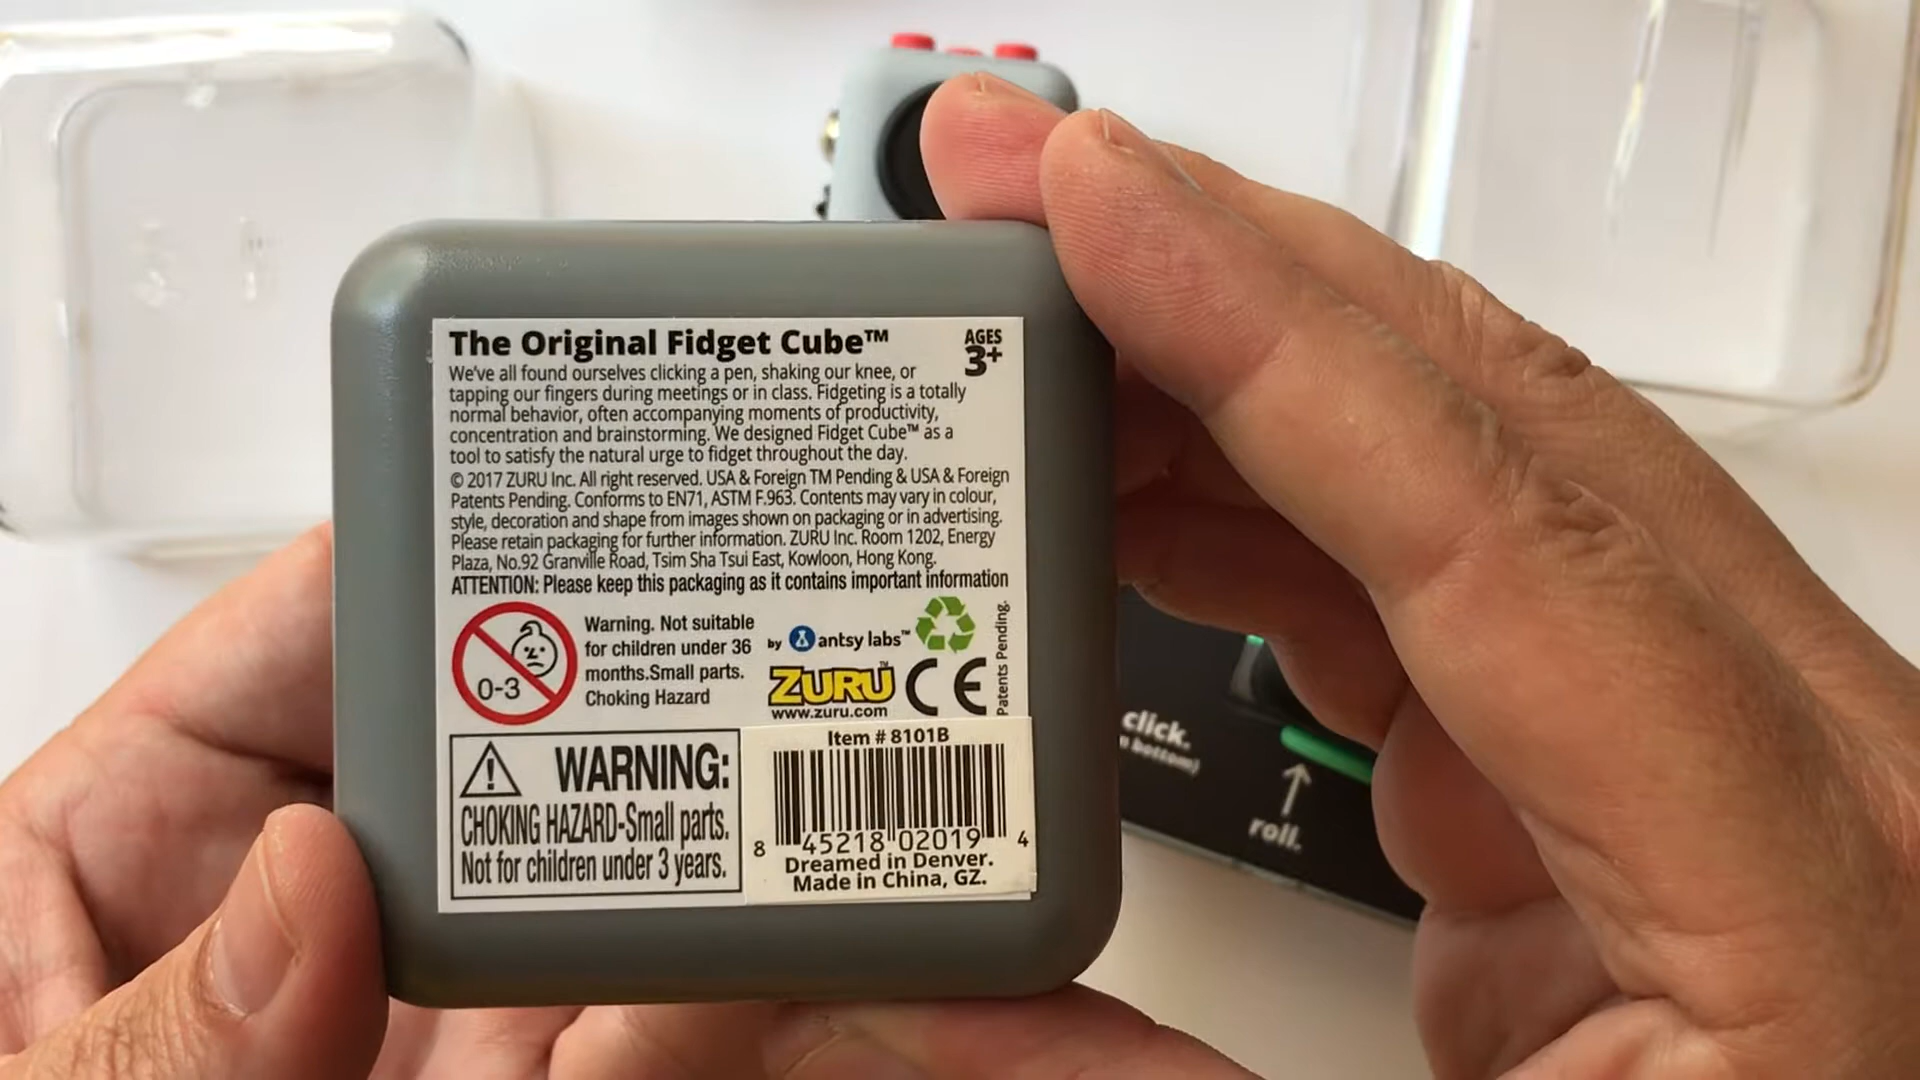 The Original Fidget Cube™
AGES
3+
We've all found ourselves clicking a pen, shaking our knee, or
tapping our fingers during meetings or in class. Fidgeting is a totally
normal behavior, often accompanying moments of productivity,
concentration and brainstorming. We designed Fidget Cube™ as a
tool to satisfy the natural urge to fidget throughout the day.
© 2017 ZURU Inc. All right reserved. USA & Foreign TM Pending & USA & Foreign
Patents Pending. Conforms to EN71, ASTM F.963. Contents may vary in colour,
style, decoration and shape from images shown on packaging or in advertising.
Please retain packaging for further information. ZURU Inc. Room 1202, Energy
Plaza, No.92 Granville Road, Tsim Sha Tsui East, Kowloon, Hong Kong.
ATTENTION: Please keep this packaging as it contains important information
0-3
Warning. Not suitable
for children under 36
months.Small parts.
Choking Hazard
by antsy labs™
ZURU™
www.zuru.com
CE
Patents Pending.
WARNING:
CHOKING HAZARD-Small parts.
Not for children under 3 years.
Item # 8101B
8 45218 02019 4
Dreamed in Denver.
Made in China, GZ.
click.
bottom)
roll.